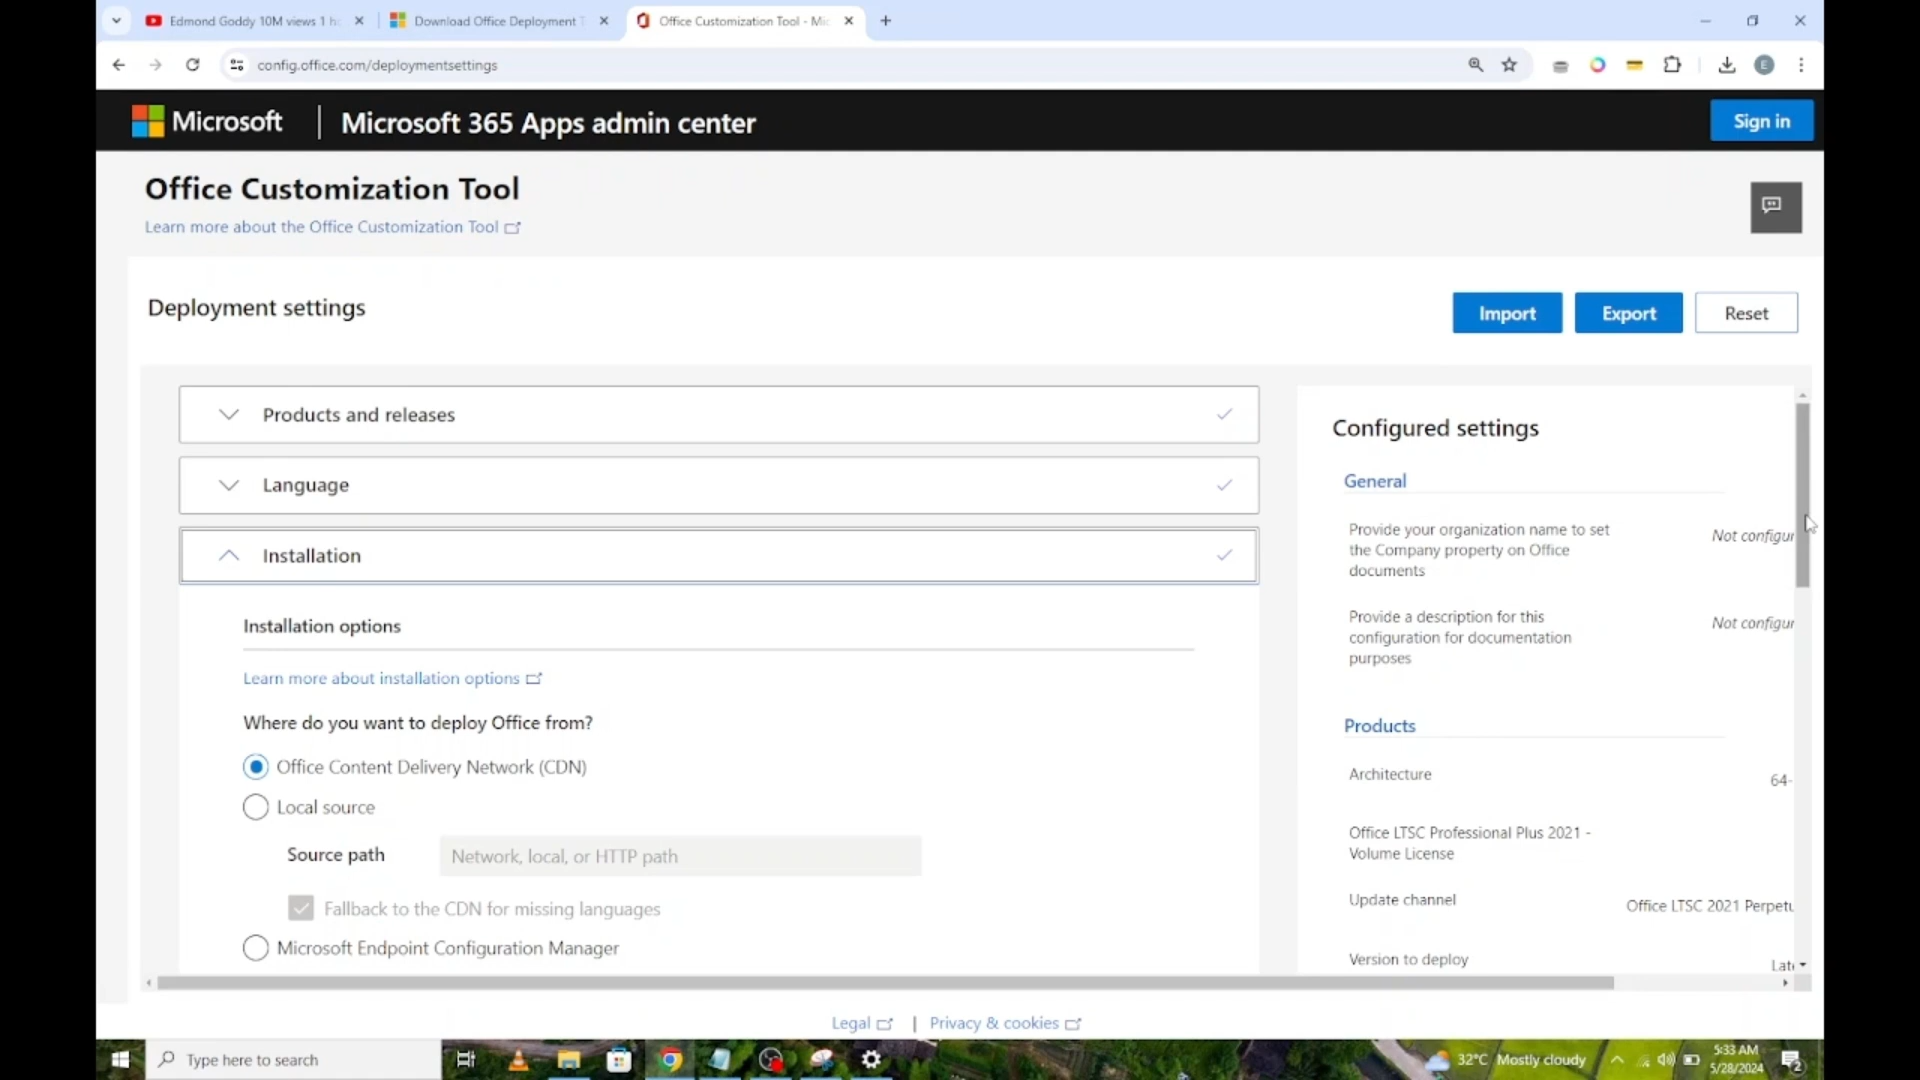 Edmond Goddy 10M views 1 h
Download Office Deployment T
Office Customization Tool - Mic
config.office.com/deploymentsettings
E
Microsoft | Microsoft 365 Apps admin center
Sign in
Office Customization Tool
Learn more about the Office Customization Tool
Deployment settings
Import
Export
Reset
Products and releases
Language
Installation
Installation options
Learn more about installation options
Where do you want to deploy Office from?
Office Content Delivery Network (CDN)
Local source
Source path
Network, local, or HTTP path
Fallback to the CDN for missing languages
Microsoft Endpoint Configuration Manager
Configured settings
General
Provide your organization name to set
the Company property on Office
documents
Not configur
Provide a description for this
configuration for documentation
purposes
Not configur
Products
Architecture
64-
Office LTSC Professional Plus 2021 -
Volume License
Update channel
Office LTSC 2021 Perpetu
Version to deploy
Late
Legal | Privacy & cookies
Type here to search
32°C Mostly cloudy
5:33 AM
5/28/2024
2